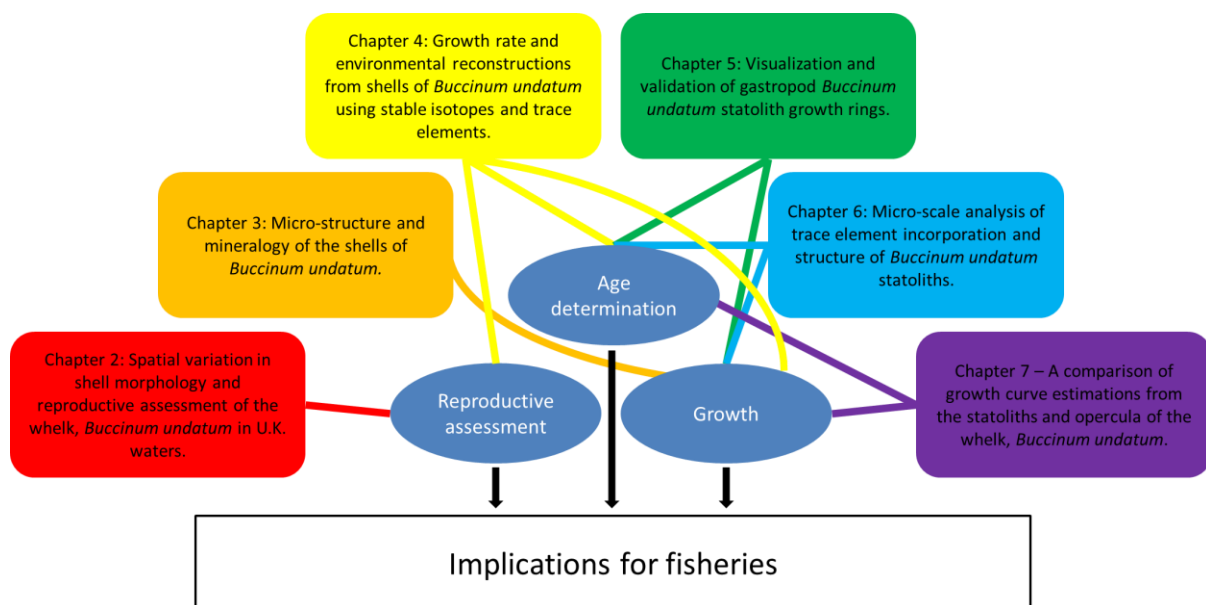 Chapter 4: Growth rate and
environmental reconstructions
from shells of Buccinum undatum
using stable isotopes and trace
elements.
Chapter 5: Visualization and
validation of gastropod Buccinum
undatum statolith growth rings.
Chapter 3: Micro-structure and
mineralogy of the shells of
Buccinum undatum.
Chapter 6: Micro-scale analysis of
trace element incorporation and
structure of Buccinum undatum
statoliths.
Age
determination
Chapter 2: Spatial variation in
shell morphology and
reproductive assessment of the
whelk, Buccinum undatum in U.K.
waters.
Reproductive
assessment
Growth
Chapter 7 – A comparison of
growth curve estimations from
the statoliths and opercula of the
whelk, Buccinum undatum.
Implications for fisheries